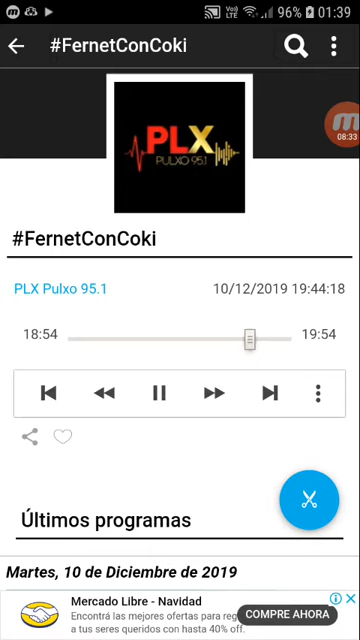 96% 01:39
#FernetConCoki
08:33
PLX
PULXO 95.1
#FernetConCoki
PLX Pulxo 95.1
10/12/2019 19:44:18
18:54
19:54
Últimos programas
Martes, 10 de Diciembre de 2019
Mercado Libre - Navidad
Encontrá las mejores ofertas para reg
a tus seres queridos con hasta 40% off.
COMPRE AHORA